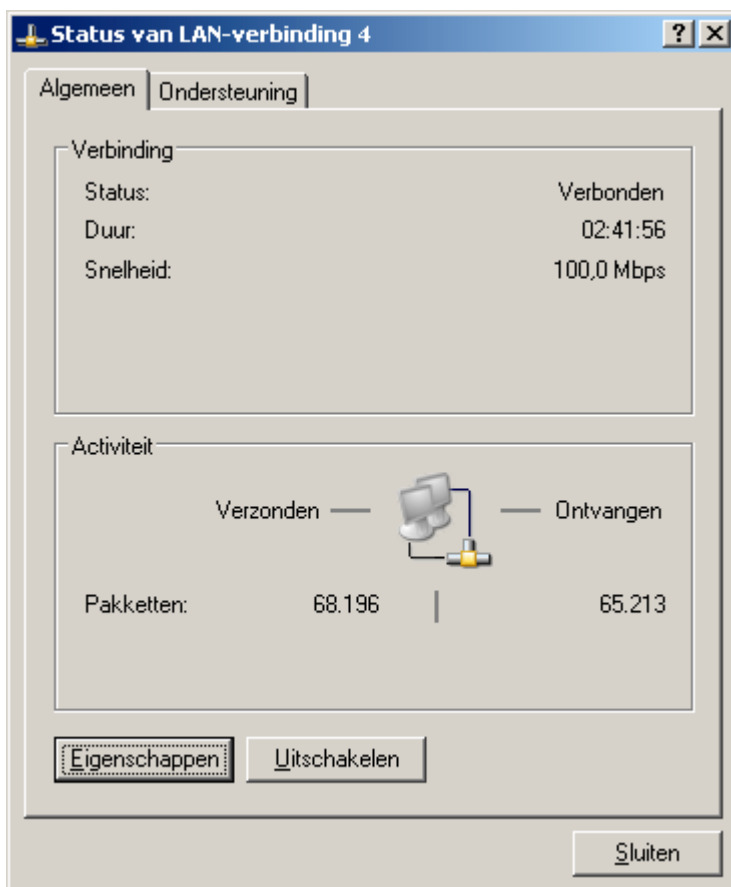 Status van LAN-verbinding 4
Algemeen Ondersteuning
Verbinding
Status: Verbonden
Duur: 02:41:56
Snelheid: 100,0 Mbps
Activiteit
Verzonden Ontvangen
Pakketten: 68.196 65.213
Eigenschappen Uitschakelen
Sluiten